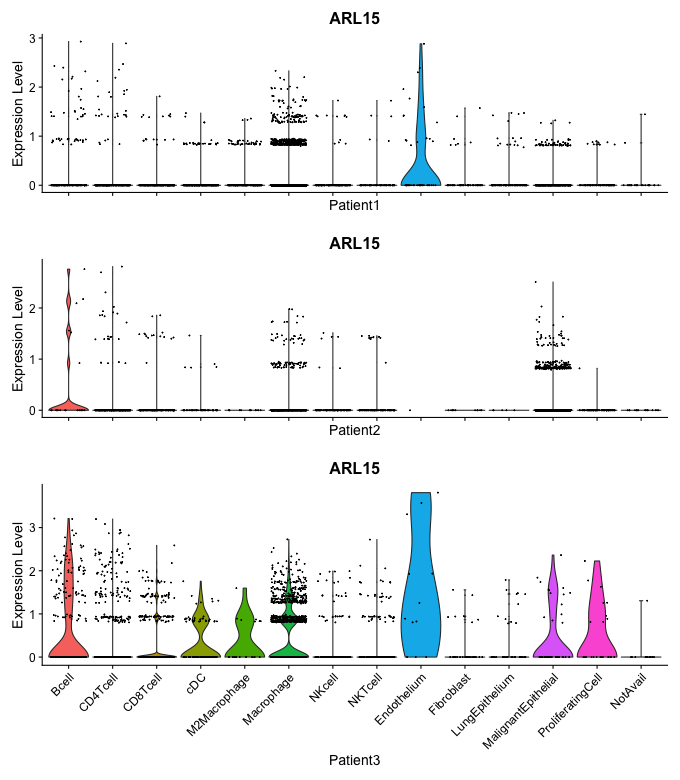 ARL15
Expression Level
3
2
1
0
Patient1
ARL15
Expression Level
2
1
0
Patient2
ARL15
Expression Level
3
2
1
0
Bcell
CD4Tcell
CD8Tcell
cDC
M2Macrophage
Macrophage
NKcell
NKTcell
Endothelium
Fibroblast
LungEpithelium
MalignantEpithelial
ProliferatingCell
NotAvail
Patient3